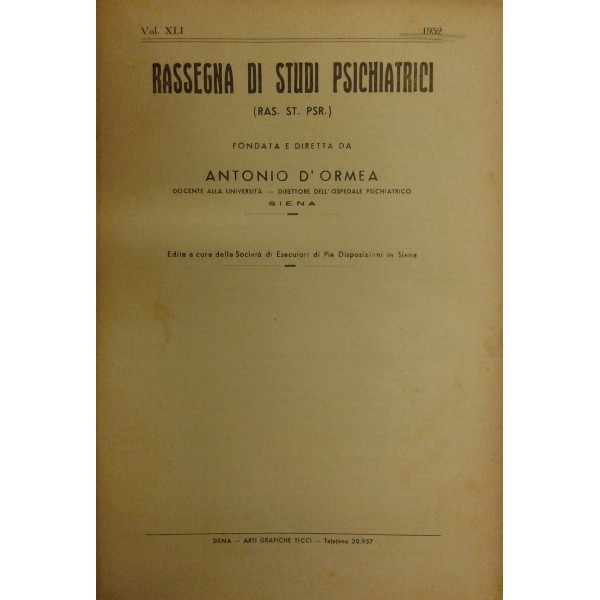 Vol. XLI 1952
RASSEGNA DI STUDI PSICHIATRICI
(RAS. ST. PSR.)
FONDATA E DIRETTA DA
ANTONIO D'ORMEA
DOCENTE ALLA UNIVERSITÀ — DIRETTORE DELL'OSPEDALE PSICHIATRICO
SIENA
Edita a cura della Società di Esecutori di Pie Disposizioni in Siena
SIENA — ARTI GRAFICHE TICCI — Telefono 20.957